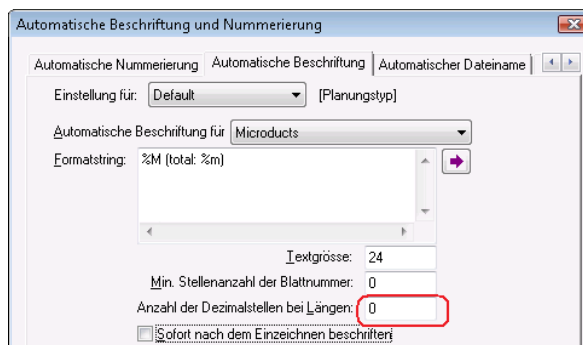 Automatische Beschriftung und Nummerierung
Automatische Nummerierung Automatische Beschriftung Automatischer Dateiname
Einstellung für: Default [Planungstyp]
Automatische Beschriftung für Microducts
Formatstring: %M (total: %m)
Textgrösse: 24
Min. Stellenanzahl der Blattnummer: 0
Anzahl der Dezimalstellen bei Längen: 0
Sofort nach dem Einzeichnen beschriften